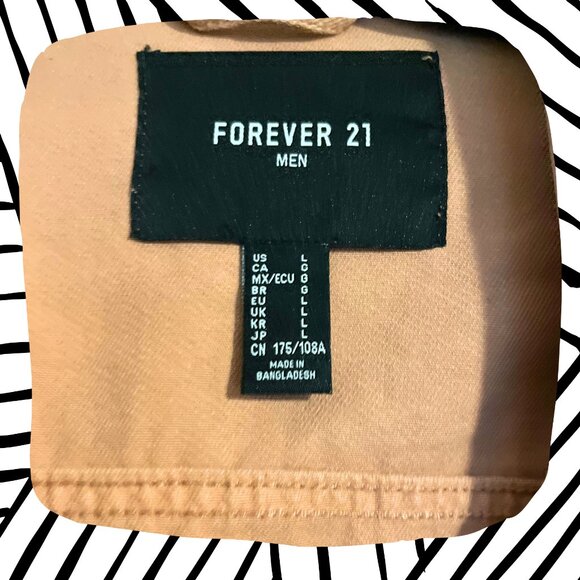 FOREVER 21
MEN
US L
CA G
MX/ECU G
BR G
EU L
UK L
KR L
JP L
CN 175/108A
MADE IN
BANGLADESH